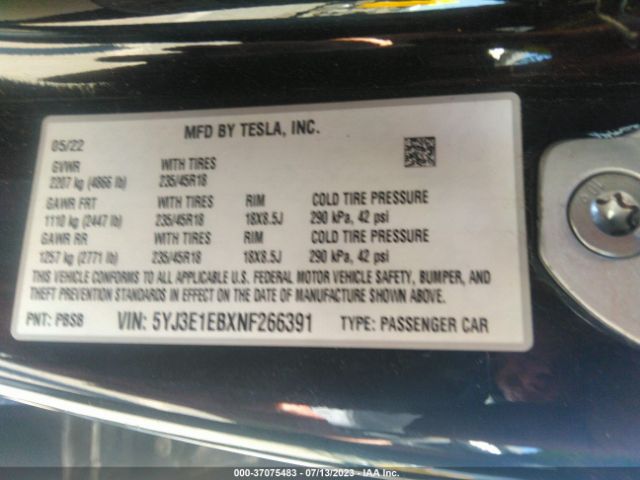 MFD BY TESLA, INC.
05/22
GVWR WITH TIRES
2207 kg (4866 lb) 235/45R18
GAWR FRT WITH TIRES RIM COLD TIRE PRESSURE
1110 kg (2447 lb) 235/45R18 18X8.5J 290 kPa, 42 psi
GAWR RR WITH TIRES RIM COLD TIRE PRESSURE
1257 kg (2771 lb) 235/45R18 18X8.5J 290 kPa, 42 psi
THIS VEHICLE CONFORMS TO ALL APPLICABLE U.S. FEDERAL MOTOR VEHICLE SAFETY, BUMPER, AND
THEFT PREVENTION STANDARDS IN EFFECT ON THE DATE OF MANUFACTURE SHOWN ABOVE.
PNT: PBSB VIN: 5YJ3E1EBXNF266391 TYPE: PASSENGER CAR
000-37075483 - 07/13/2023 - IAA Inc.